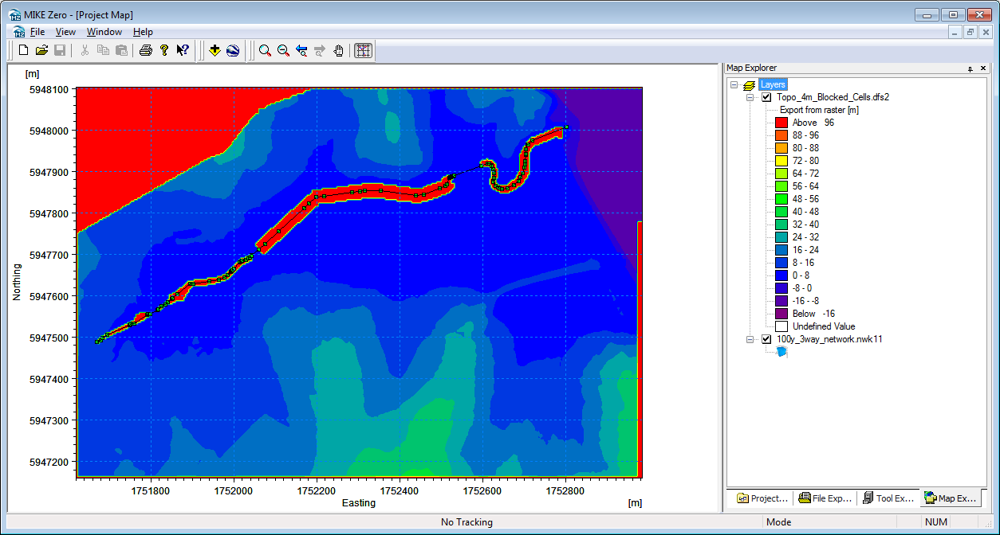 MIKE Zero - [Project Map]
File View Window Help
[m]
5948100
5948000
5947900
5947800
5947700
5947600
5947500
5947400
5947300
5947200
Northing
1751800 1752000 1752200 1752400 1752600 1752800
Easting [m]
Map Explorer
Layers
Topo_4m_Blocked_Cells.dfs2
Export from raster [m]
Above 96
88 - 96
80 - 88
72 - 80
64 - 72
56 - 64
48 - 56
40 - 48
32 - 40
24 - 32
16 - 24
8 - 16
0 - 8
-8 - 0
-16 - -8
Below -16
Undefined Value
100y_3way_network.nwk11
Project... File Exp... Tool Ex... Map Ex...
No Tracking Mode NUM